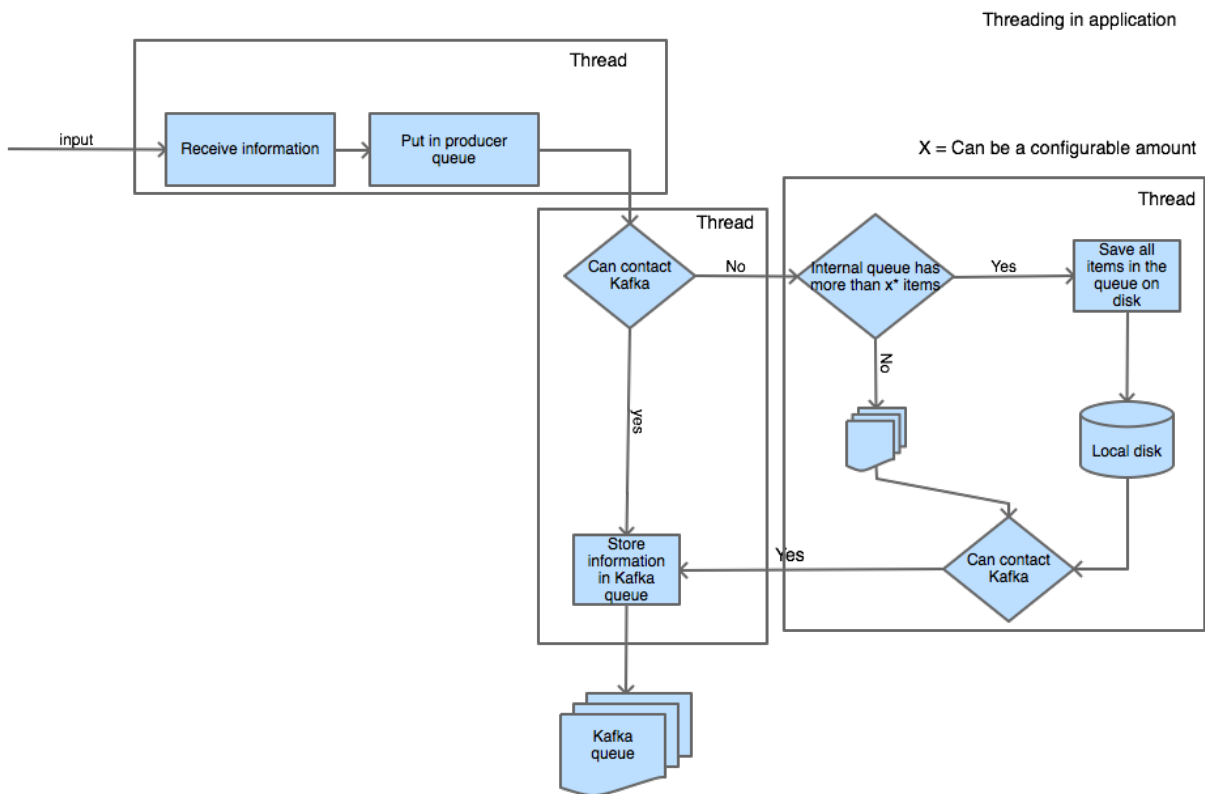 Threading in application
Thread
input
Receive information
Put in producer
queue
X = Can be a configurable amount
Thread
Thread
Can contact
Kafka
No
Internal queue has
more than x* items
Yes
Save all
items in the
queue on
disk
No
yes
Local disk
Store
information
in Kafka
queue
Yes
Can contact
Kafka
Kafka
queue